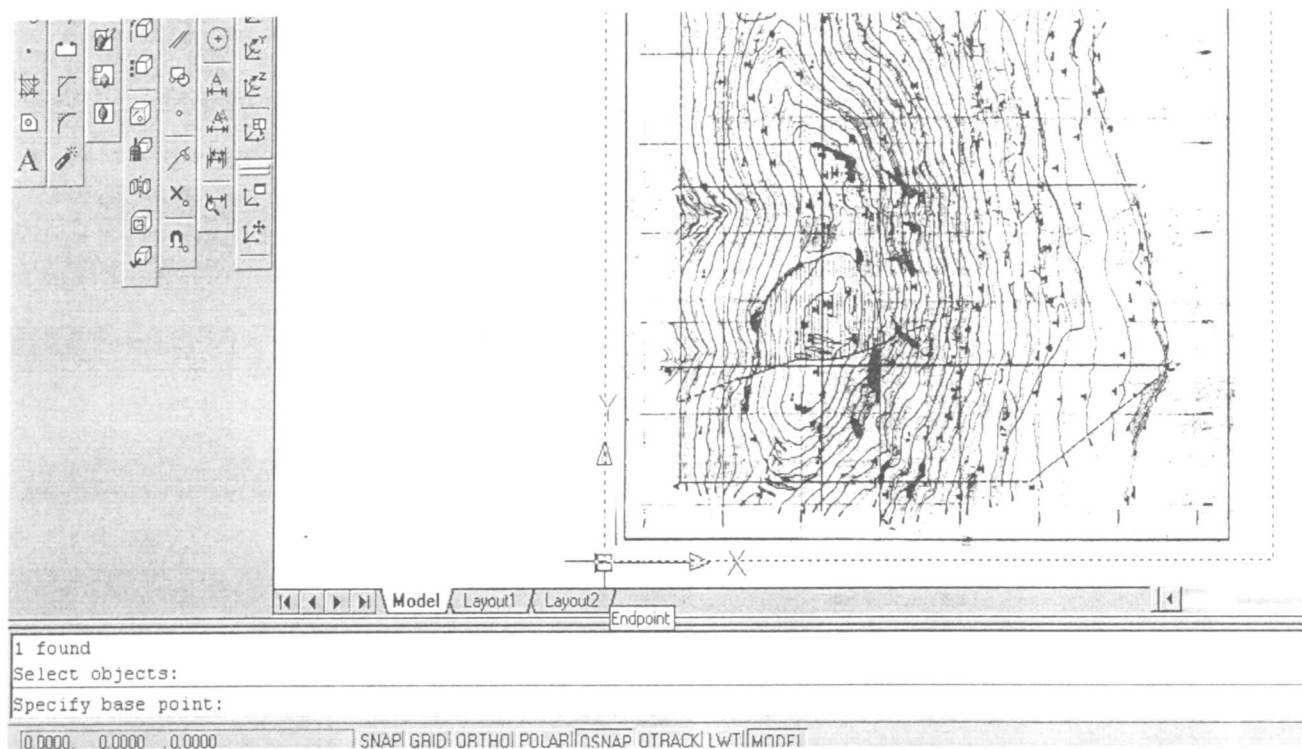 A
A
AA
Y
Z
Y
X
Model Layout1 Layout2
Endpoint
1 found
Select objects:
Specify base point:
0.0000, 0.0000 ,0.0000 SNAP GRID ORTHO POLAR OSNAP OTRACK LWT MODEL